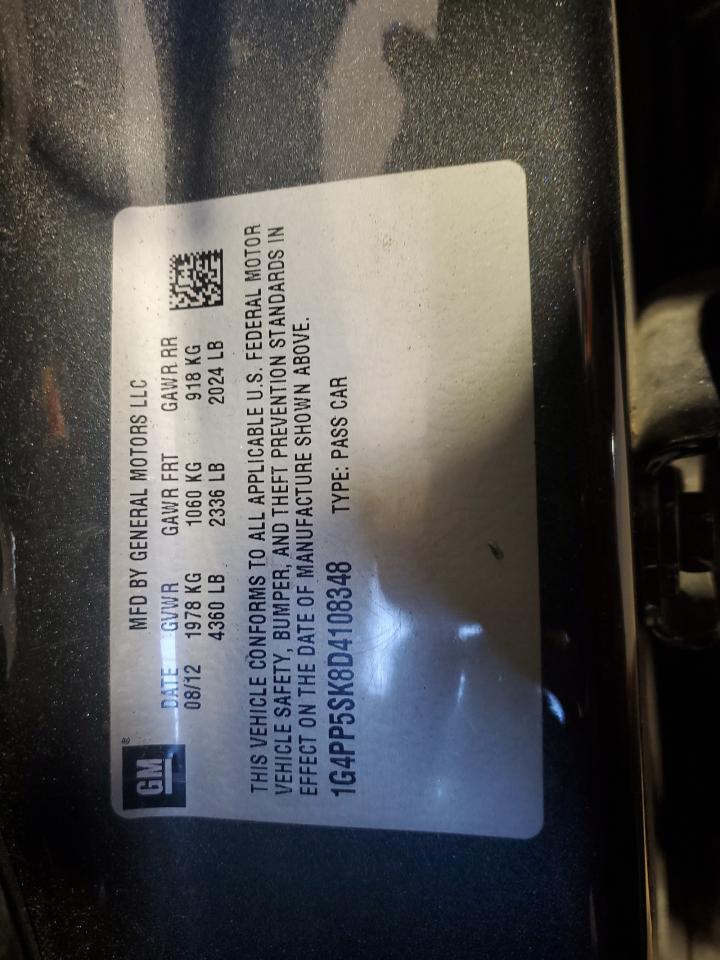 GM®
MFD BY GENERAL MOTORS LLC
DATE GVWR GAWR FRT GAWR RR
08/12 1978 KG 1060 KG 918 KG
4360 LB 2336 LB 2024 LB
THIS VEHICLE CONFORMS TO ALL APPLICABLE U.S. FEDERAL MOTOR
VEHICLE SAFETY, BUMPER, AND THEFT PREVENTION STANDARDS IN
EFFECT ON THE DATE OF MANUFACTURE SHOWN ABOVE.
1G4PP5SK8D4108348 TYPE: PASS CAR